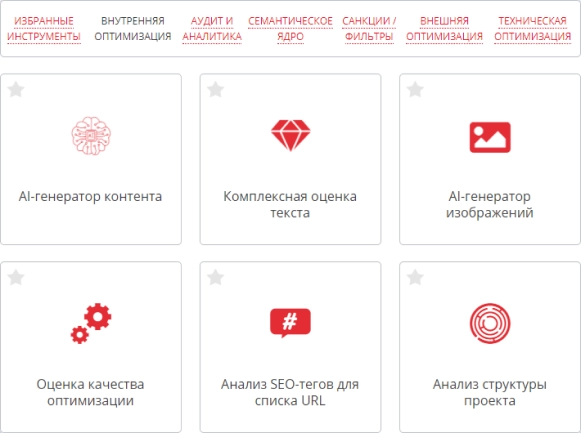 ИЗБРАННЫЕ ИНСТРУМЕНТЫ
ВНУТРЕННЯЯ ОПТИМИЗАЦИЯ
АУДИТ И АНАЛИТИКА
СЕМАНТИЧЕСКОЕ ЯДРО
САНКЦИИ / ФИЛЬТРЫ
ВНЕШНЯЯ ОПТИМИЗАЦИЯ
ТЕХНИЧЕСКАЯ ОПТИМИЗАЦИЯ
AI-генератор контента
Комплексная оценка
текста
AI-генератор
изображений
Оценка качества
оптимизации
#
Анализ SEO-тегов для
списка URL
Анализ структуры
проекта